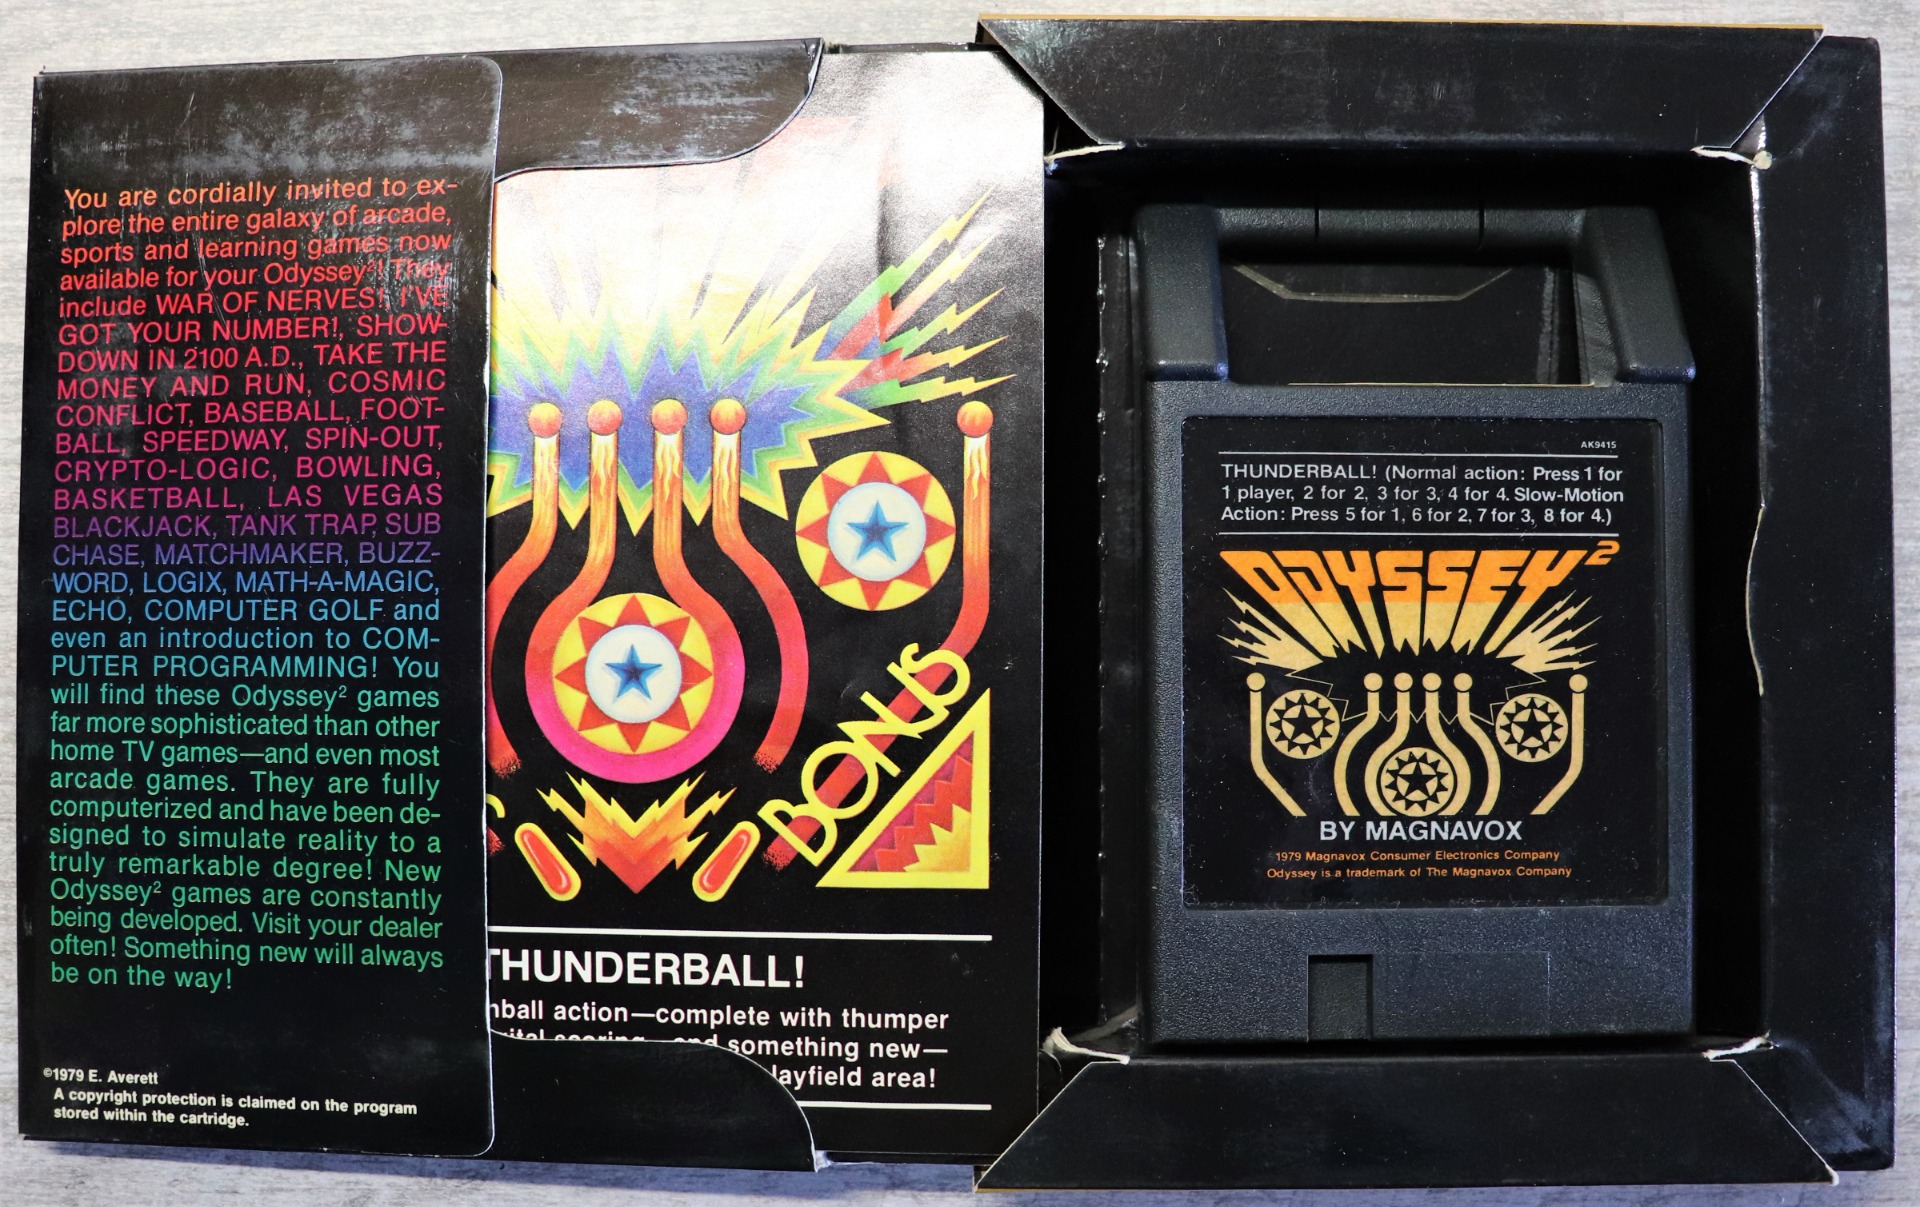 You are cordially invited to ex-
plore the entire galaxy of arcade,
sports and learning games now
available for your Odyssey²! They
include WAR OF NERVES!, I'VE
GOT YOUR NUMBER!, SHOW-
DOWN IN 2100 A.D., TAKE THE
MONEY AND RUN, COSMIC
CONFLICT, BASEBALL, FOOT-
BALL, SPEEDWAY, SPIN-OUT,
CRYPTO-LOGIC, BOWLING,
BASKETBALL, LAS VEGAS
BLACKJACK, TANK TRAP, SUB
CHASE, MATCHMAKER, BUZZ-
WORD, LOGIX, MATH-A-MAGIC,
ECHO, COMPUTER GOLF and
even an introduction to COM-
PUTER PROGRAMMING! You
will find these Odyssey² games
far more sophisticated than other
home TV games—and even most
arcade games. They are fully
computerized and have been de-
signed to simulate reality to a
truly remarkable degree! New
Odyssey² games are constantly
being developed. Visit your dealer
often! Something new will always
be on the way!
©1979 E. Averett
A copyright protection is claimed on the program
stored within the cartridge.
BONUS
THUNDERBALL!
action—complete with thumper
something new—
area!
AK9415
THUNDERBALL! (Normal action: Press 1 for
1 player, 2 for 2, 3 for 3, 4 for 4. Slow-Motion
Action: Press 5 for 1, 6 for 2, 7 for 3, 8 for 4.)
ODYSSEY²
BY MAGNAVOX
1979 Magnavox Consumer Electronics Company
Odyssey is a trademark of The Magnavox Company